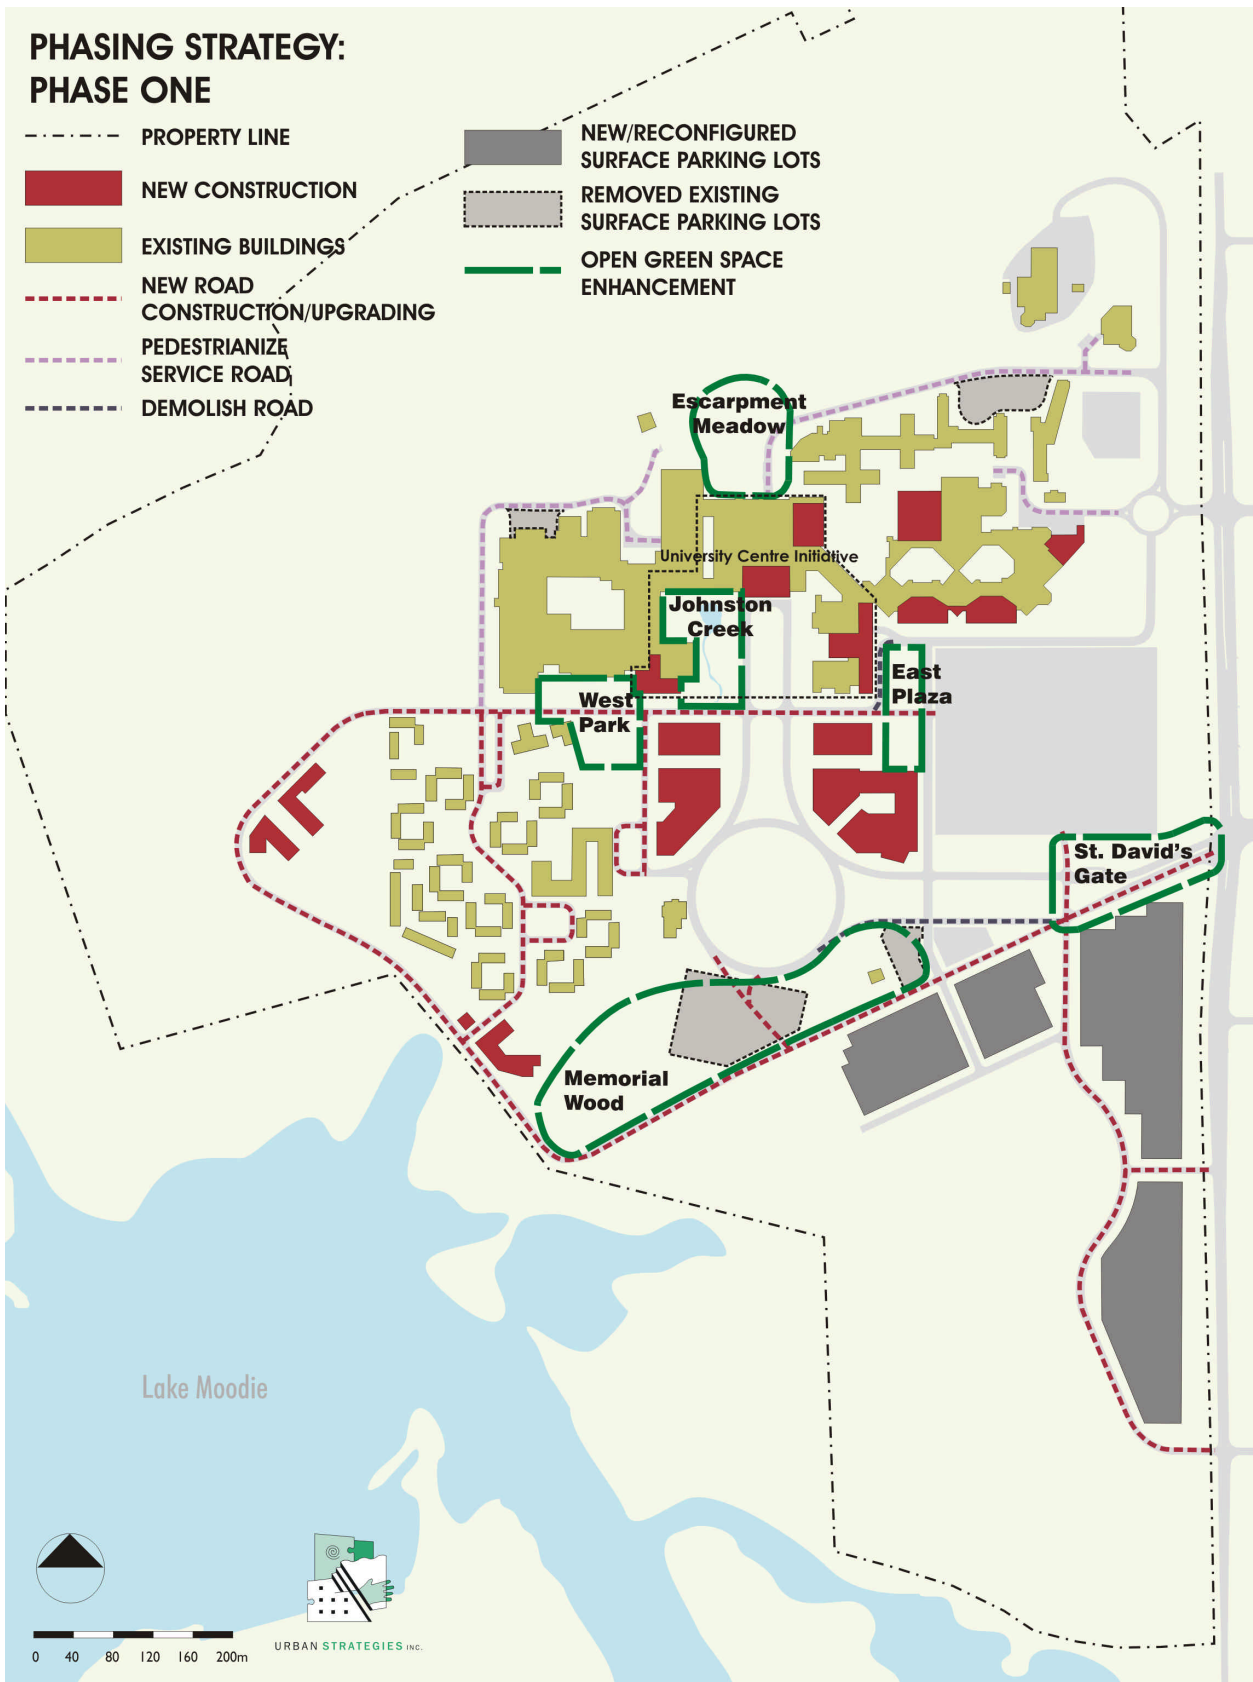 PHASING STRATEGY:
PHASE ONE
PROPERTY LINE
NEW CONSTRUCTION
EXISTING BUILDINGS
NEW ROAD
CONSTRUCTION/UPGRADING
PEDESTRIANIZE
SERVICE ROAD
DEMOLISH ROAD
NEW/RECONFIGURED
SURFACE PARKING LOTS
REMOVED EXISTING
SURFACE PARKING LOTS
OPEN GREEN SPACE
ENHANCEMENT
Escarpment
Meadow
University Centre Initiative
Johnston
Creek
East
Plaza
West
Park
St. David's
Gate
Memorial
Wood
Lake Moodie
0 40 80 120 160 200m
URBAN STRATEGIES INC.